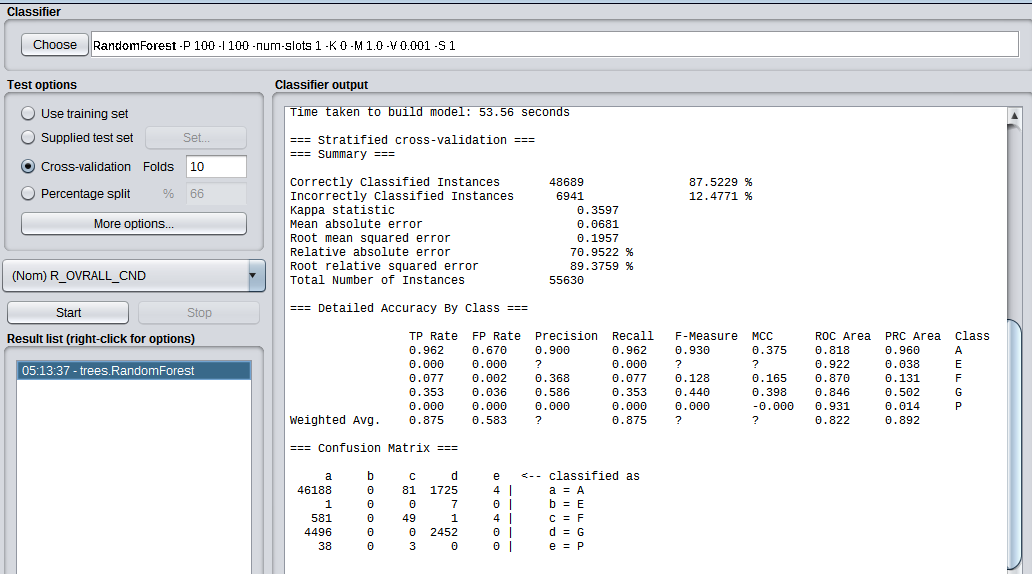 Classifier
Choose RandomForest -P 100 -I 100 -num-slots 1 -K 0 -M 1.0 -V 0.001 -S 1
Test options
Use training set
Supplied test set Set...
Cross-validation Folds 10
Percentage split % 66
More options...
(Nom) R_OVRALL_CND
Start Stop
Result list (right-click for options)
05:13:37 - trees.RandomForest
Classifier output
Time taken to build model: 53.56 seconds
=== Stratified cross-validation ===
=== Summary ===
Correctly Classified Instances 48689 87.5229 %
Incorrectly Classified Instances 6941 12.4771 %
Kappa statistic 0.3597
Mean absolute error 0.0681
Root mean squared error 0.1957
Relative absolute error 70.9522 %
Root relative squared error 89.3759 %
Total Number of Instances 55630
=== Detailed Accuracy By Class ===
TP Rate FP Rate Precision Recall F-Measure MCC ROC Area PRC Area Class
0.962 0.670 0.900 0.962 0.930 0.375 0.818 0.960 A
0.000 0.000 ? 0.000 ? ? 0.922 0.038 E
0.077 0.002 0.368 0.077 0.128 0.165 0.870 0.131 F
0.353 0.036 0.586 0.353 0.440 0.398 0.846 0.502 G
0.000 0.000 0.000 0.000 0.000 -0.000 0.931 0.014 P
Weighted Avg. 0.875 0.583 ? 0.875 ? ? 0.822 0.892
=== Confusion Matrix ===
a b c d e <-- classified as
46188 0 81 1725 4 | a = A
1 0 0 7 0 | b = E
581 0 49 1 4 | c = F
4496 0 0 2452 0 | d = G
38 0 3 0 0 | e = P